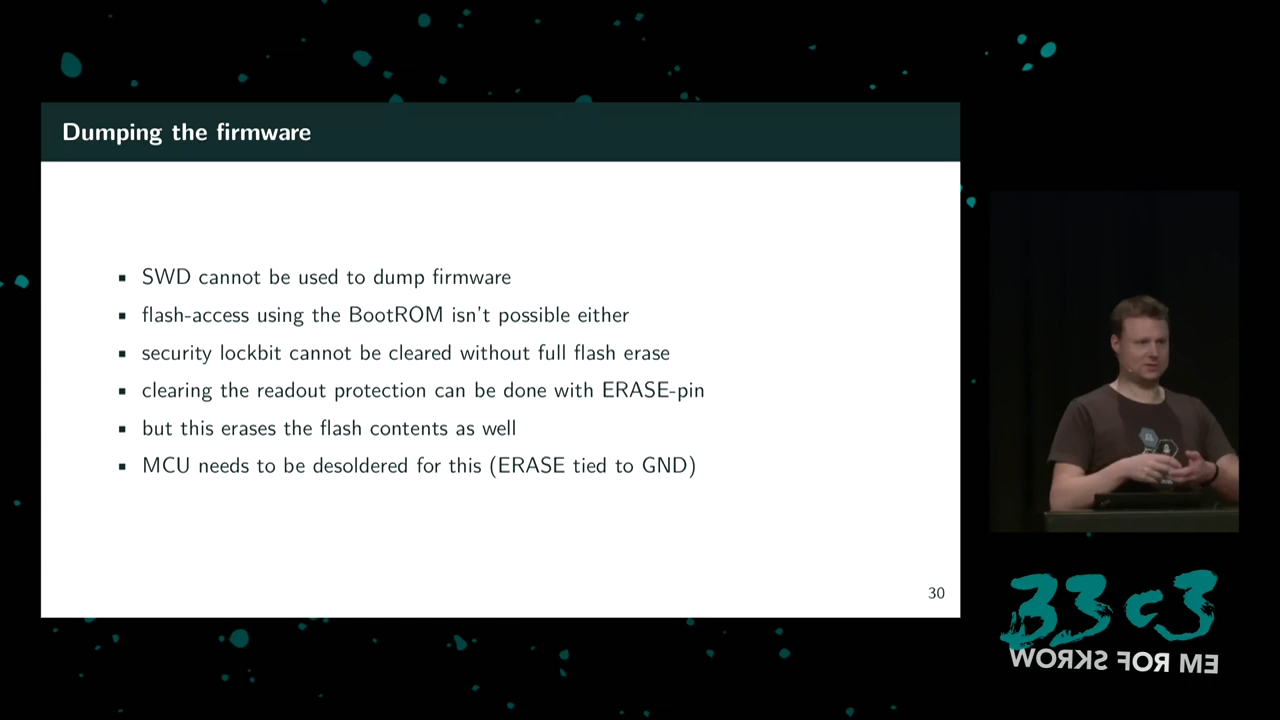 Dumping the firmware
▪ SWD cannot be used to dump firmware
▪ flash-access using the BootROM isn't possible either
▪ security lockbit cannot be cleared without full flash erase
▪ clearing the readout protection can be done with ERASE-pin
▪ but this erases the flash contents as well
▪ MCU needs to be desoldered for this (ERASE tied to GND)
30
33c3
WORKS FOR ME